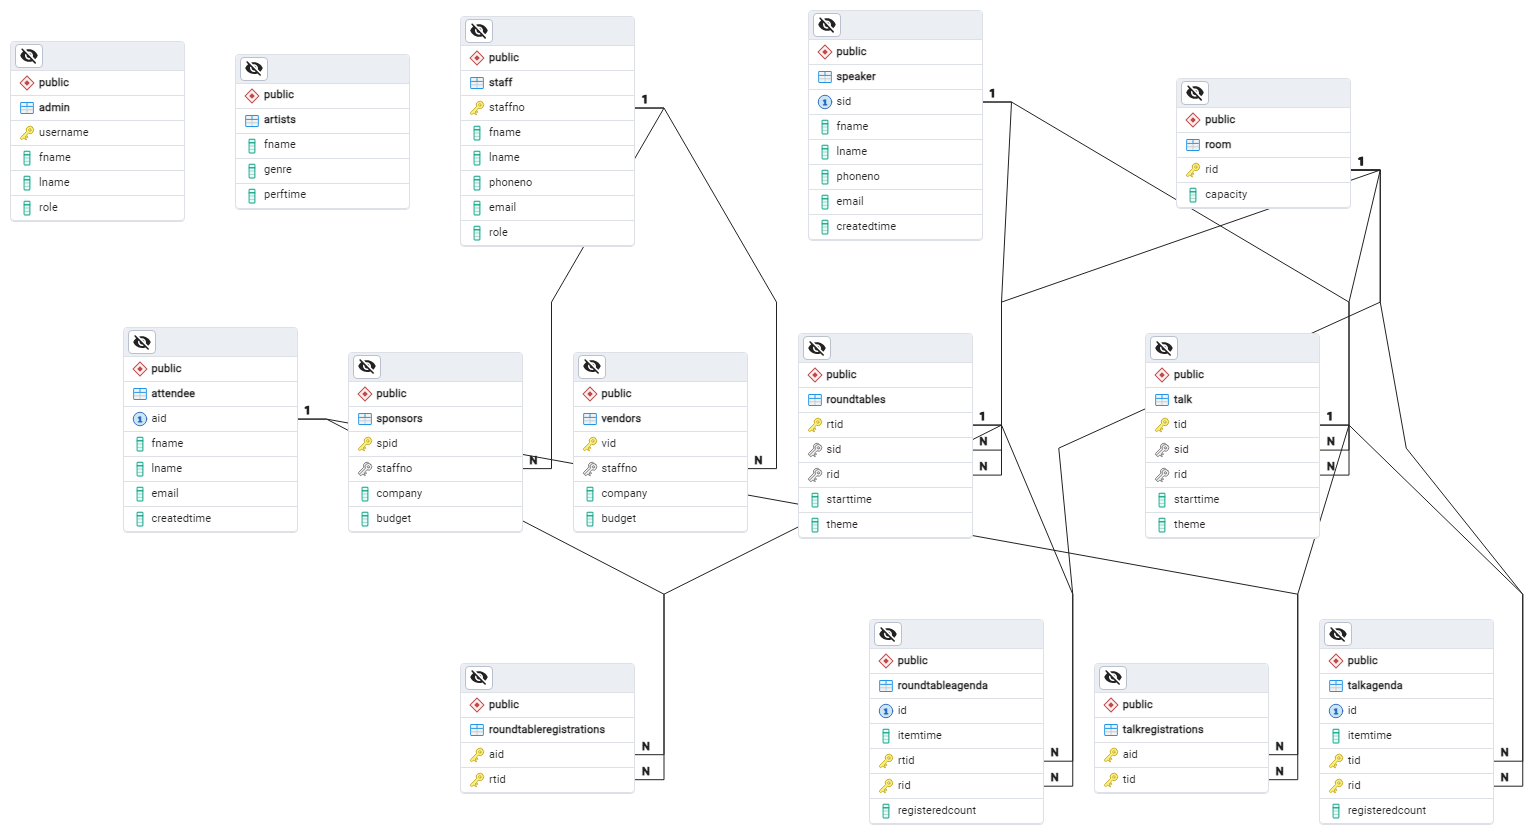 public
admin
username
fname
lname
role
public
artists
fname
genre
perftime
public
staff
staffno
fname
lname
phoneno
email
role
1
public
speaker
sid
fname
lname
phoneno
email
createdtime
1
public
room
rid
capacity
1
public
attendee
aid
fname
lname
email
createdtime
1
public
sponsors
spid
staffno
company
budget
N
public
vendors
vid
staffno
company
budget
N
public
roundtables
rtid
sid
rid
starttime
theme
1
N
N
public
talk
tid
sid
rid
starttime
theme
1
N
N
public
roundtableregistrations
aid
rtid
N
N
public
roundtableagenda
id
itemtime
rtid
rid
registeredcount
N
N
public
talkregistrations
aid
tid
N
N
public
talkagenda
id
itemtime
tid
rid
registeredcount
N
N